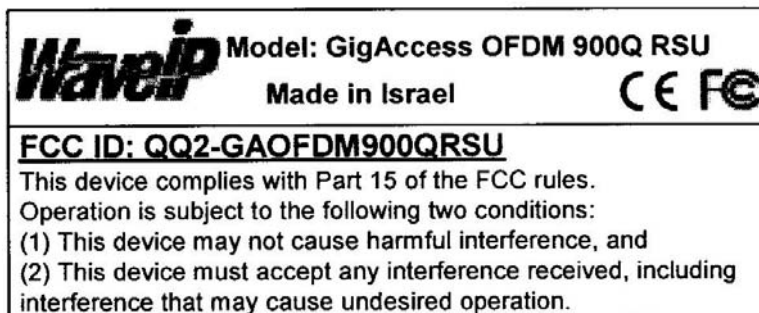 WaveIP Model: GigAccess OFDM 900Q RSU
Made in Israel CE FC
FCC ID: QQ2-GAOFDM900QRSU
This device complies with Part 15 of the FCC rules.
Operation is subject to the following two conditions:
(1) This device may not cause harmful interference, and
(2) This device must accept any interference received, including
interference that may cause undesired operation.